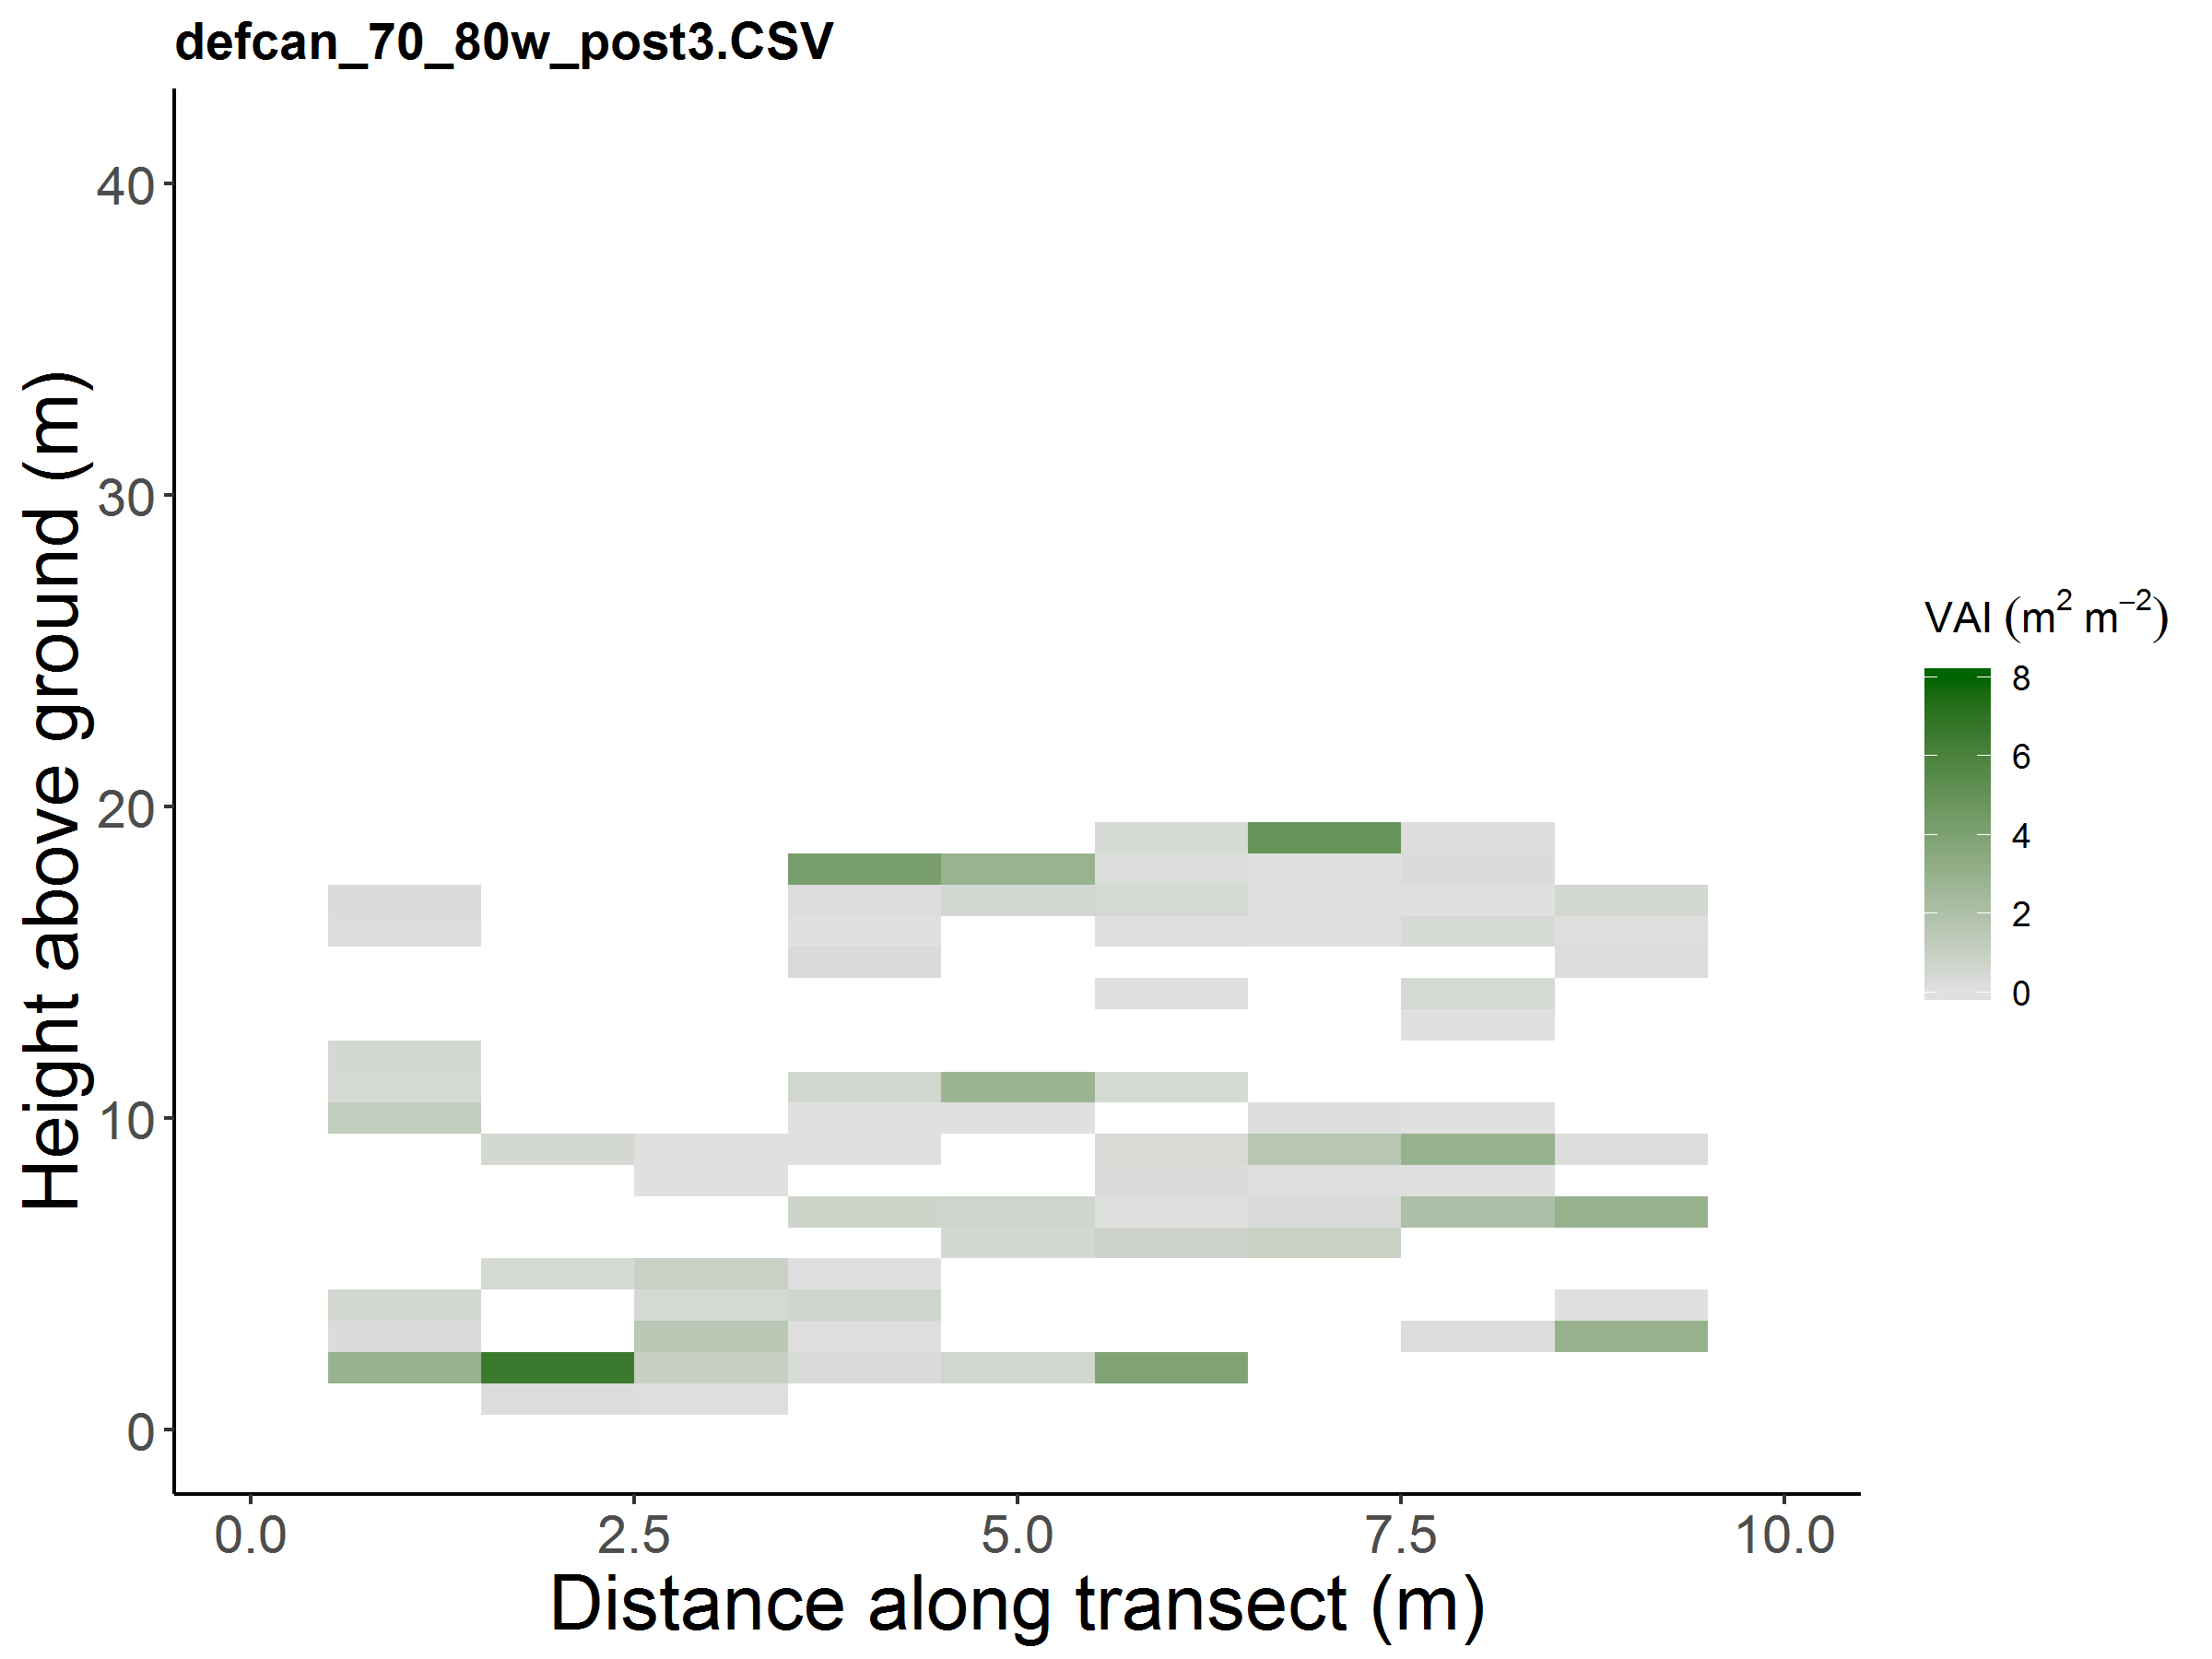 defcan_70_80w_post3.CSV
40
30
20
10
0
Height above ground (m)
0.0 2.5 5.0 7.5 10.0
Distance along transect (m)
VAI (m² m⁻²)
8
6
4
2
0